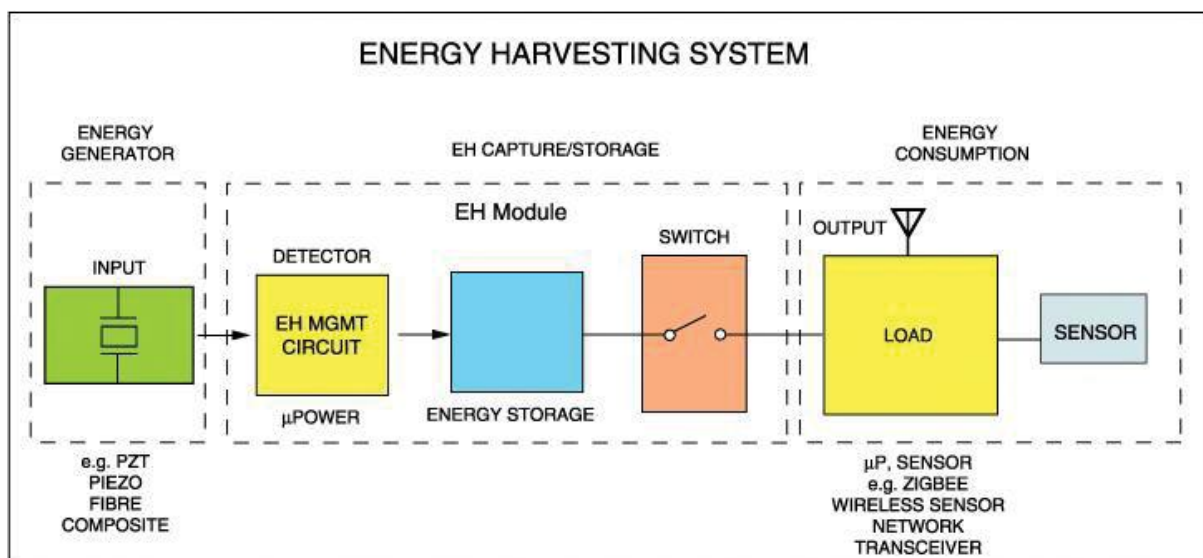 ENERGY HARVESTING SYSTEM
ENERGY
GENERATOR
EH CAPTURE/STORAGE
ENERGY
CONSUMPTION
EH Module
INPUT
DETECTOR
EH MGMT
CIRCUIT
µPOWER
ENERGY STORAGE
SWITCH
OUTPUT
LOAD
SENSOR
e.g. PZT
PIEZO
FIBRE
COMPOSITE
µP, SENSOR
e.g. ZIGBEE
WIRELESS SENSOR
NETWORK
TRANSCEIVER